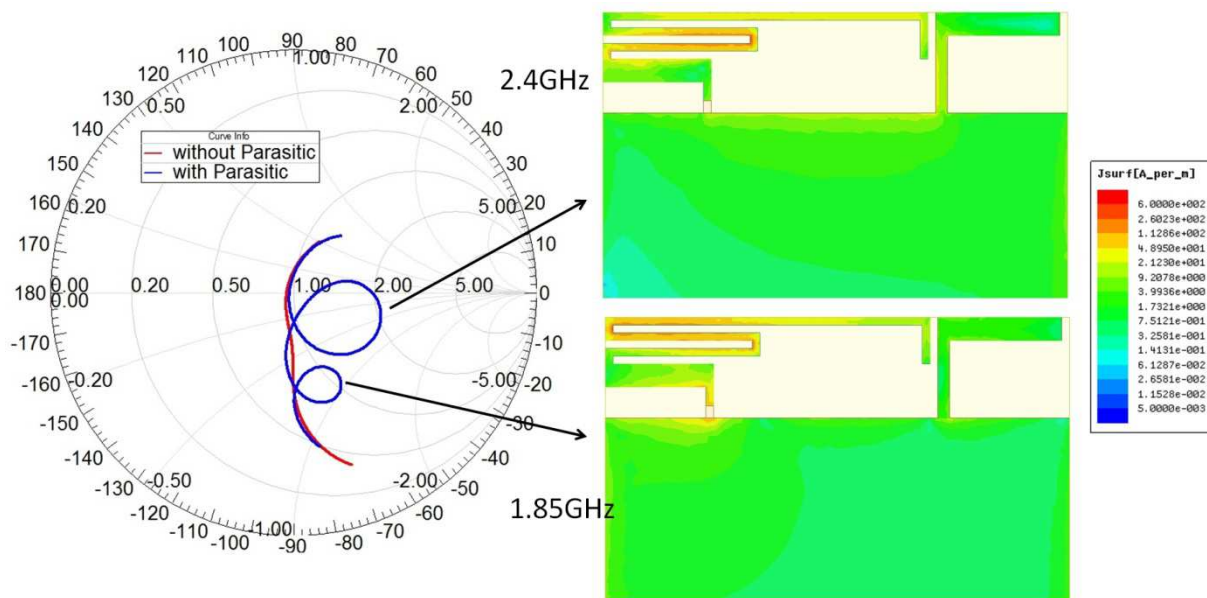 90
100
80
110
1.00
70
120
60
130
0.50
2.00
50
140
40
Curve Info
without Parasitic
with Parasitic
150
30
160
0.20
5.00
20
170
10
180
0.00
0.00
0.20
0.50
1.00
2.00
5.00
0
-170
-10
-160
-0.20
-5.00
-20
-150
-30
-140
-0.50
-2.00
-40
-130
-50
-120
-1.00
-60
-110
-70
-100
-90
-80
2.4GHz
1.85GHz
Jsurf[A_per_m]
6.0000e+002
2.6023e+002
1.1286e+002
4.8950e+001
2.1230e+001
9.2078e+000
3.9936e+000
1.7321e+000
7.5121e-001
3.2581e-001
1.4131e-001
6.1287e-002
2.6581e-002
1.1528e-002
5.0000e-003